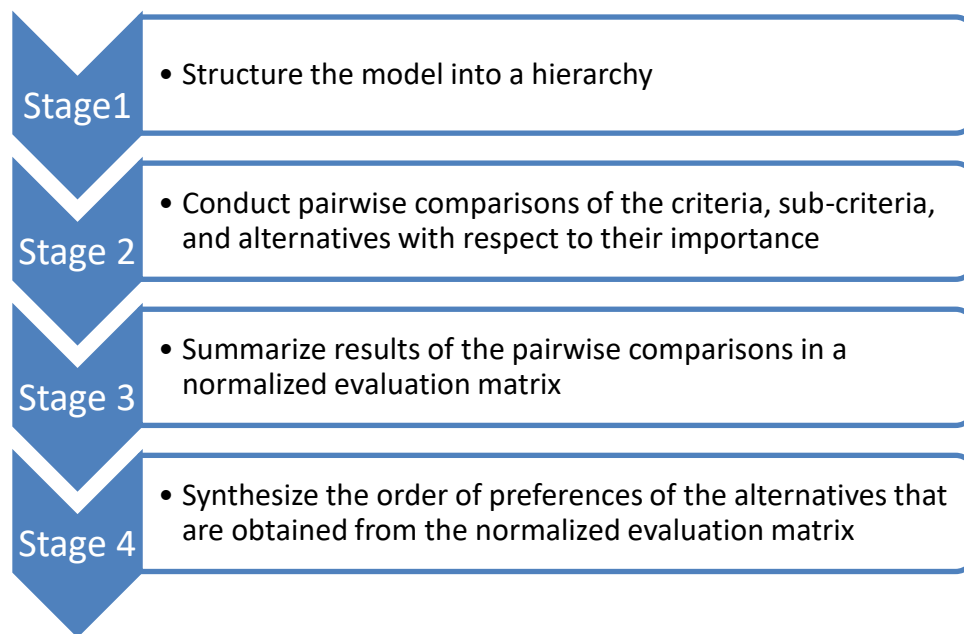 Stage1
• Structure the model into a hierarchy
Stage 2
• Conduct pairwise comparisons of the criteria, sub-criteria,
and alternatives with respect to their importance
Stage 3
• Summarize results of the pairwise comparisons in a
normalized evaluation matrix
Stage 4
• Synthesize the order of preferences of the alternatives that
are obtained from the normalized evaluation matrix